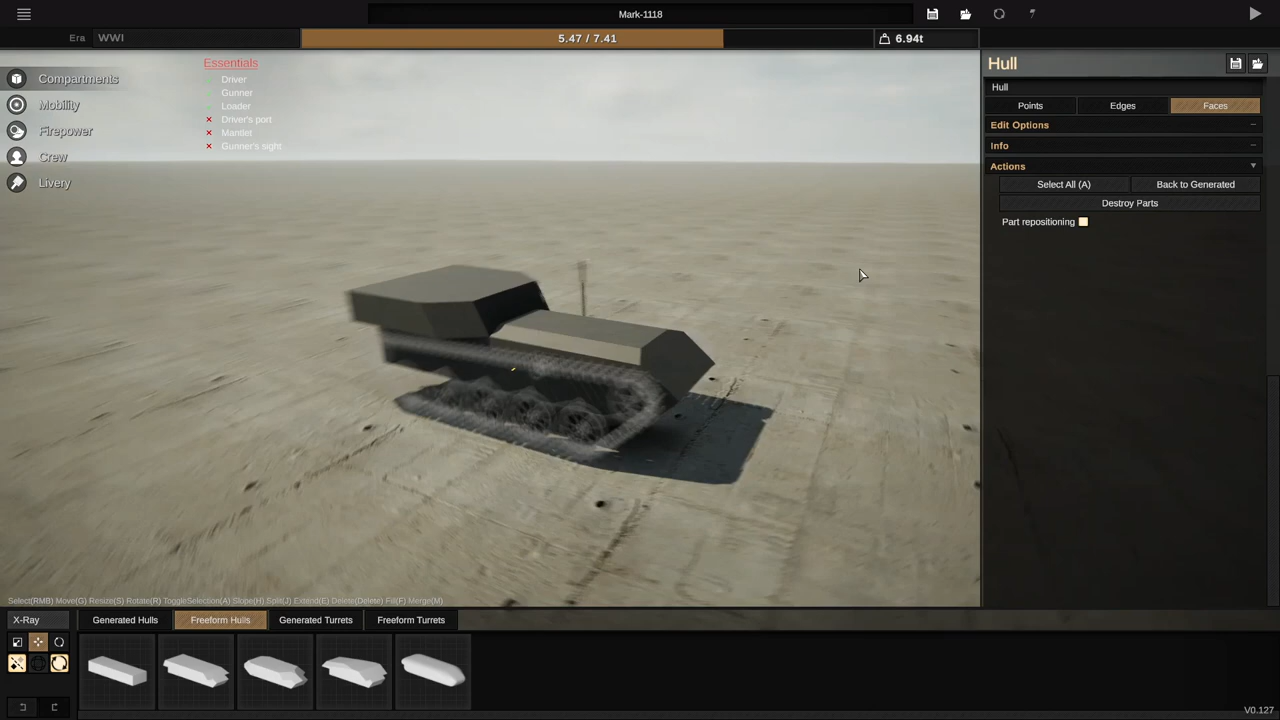 Mark-1118
Era WWI
5.47 / 7.41
6.94t
Compartments
Mobility
Firepower
Crew
Livery
Essentials
Driver
Gunner
Loader
Driver's port
Mantlet
Gunner's sight
Hull
Hull
Points Edges Faces
Edit Options
Info
Actions
Select All (A) Back to Generated
Destroy Parts
Part repositioning
Select(RMB) Move(G) Resize(S) Rotate(R) ToggleSelection(A) Slope(H) Split(J) Extend(E) Delete(Delete) Fill(F) Merge(M)
X-Ray
Generated Hulls Freeform Hulls Generated Turrets Freeform Turrets
V0.127